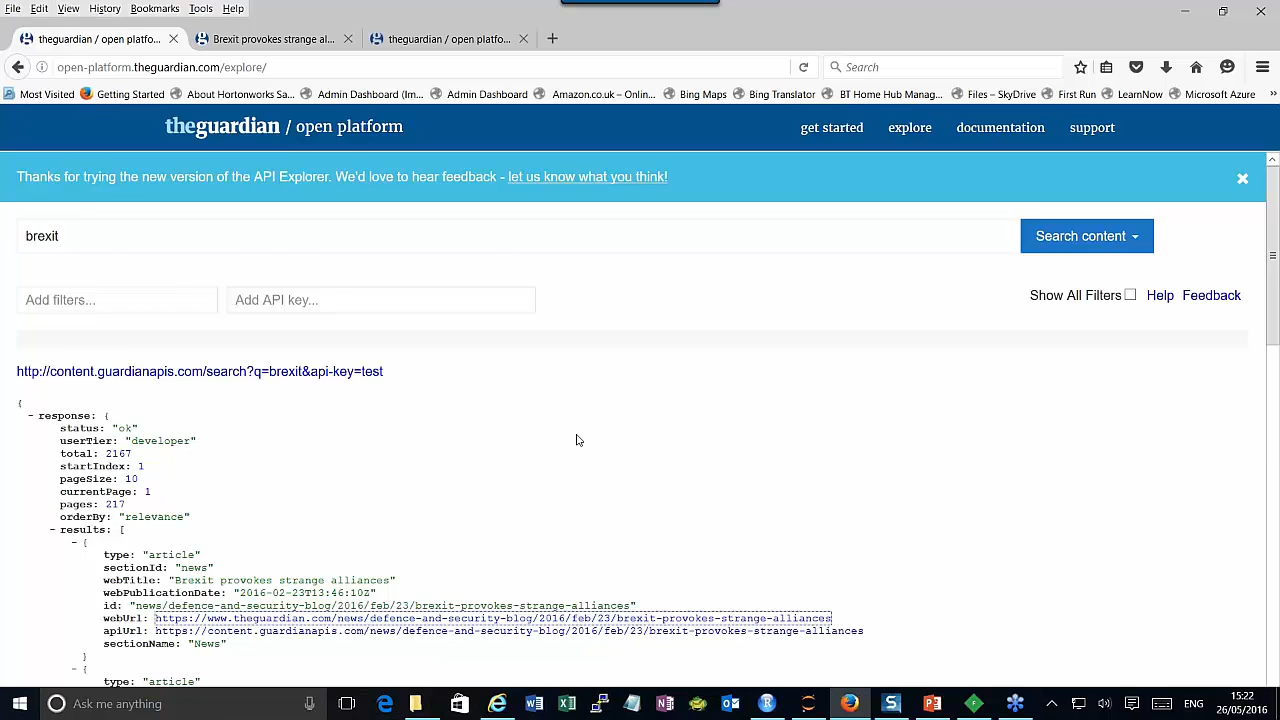 File Edit View History Bookmarks Tools Help
theguardian / open platfo... Brexit provokes strange al... theguardian / open platfo...
open-platform.theguardian.com/explore/ Search
Most Visited Getting Started About Hortonworks Sa... Admin Dashboard (Im... Admin Dashboard Amazon.co.uk – Onlin... Bing Maps Bing Translator BT Home Hub Manag... Files – SkyDrive First Run LearnNow Microsoft Azure
theguardian / open platform get started explore documentation support
Thanks for trying the new version of the API Explorer. We'd love to hear feedback - let us know what you think!
brexit Search content
Add filters... Add API key... Show All Filters Help Feedback
http://content.guardianapis.com/search?q=brexit&api-key=test
{
- response: {
status: "ok"
userTier: "developer"
total: 2167
startIndex: 1
pageSize: 10
currentPage: 1
pages: 217
orderBy: "relevance"
- results: [
- {
type: "article"
sectionId: "news"
webTitle: "Brexit provokes strange alliances"
webPublicationDate: "2016-02-23T13:46:10Z"
id: "news/defence-and-security-blog/2016/feb/23/brexit-provokes-strange-alliances"
webUrl: https://www.theguardian.com/news/defence-and-security-blog/2016/feb/23/brexit-provokes-strange-alliances
apiUrl: https://content.guardianapis.com/news/defence-and-security-blog/2016/feb/23/brexit-provokes-strange-alliances
sectionName: "News"
}
- {
type: "article"
Ask me anything ENG 15:22
26/05/2016